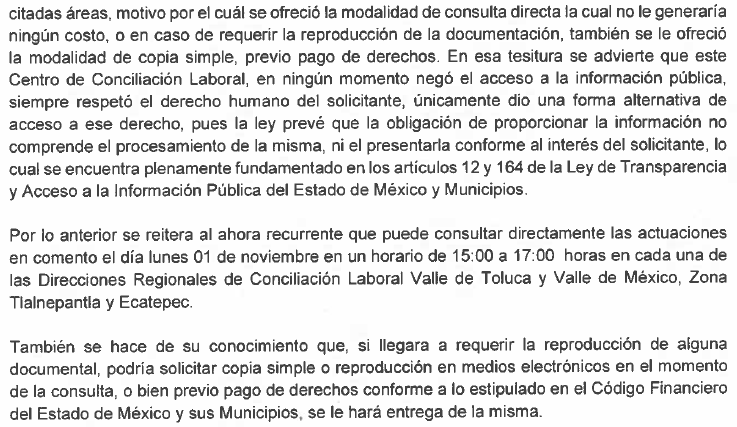 citadas áreas, motivo por el cuál se ofreció la modalidad de consulta directa la cual no le generaría
ningún costo, o en caso de requerir la reproducción de la documentación, también se le ofreció
la modalidad de copia simple, previo pago de derechos. En esa tesitura se advierte que este
Centro de Conciliación Laboral, en ningún momento negó el acceso a la información pública,
siempre respetó el derecho humano del solicitante, únicamente dio una forma alternativa de
acceso a ese derecho, pues la ley prevé que la obligación de proporcionar la información no
comprende el procesamiento de la misma, ni el presentarla conforme al interés del solicitante, lo
cual se encuentra plenamente fundamentado en los artículos 12 y 164 de la Ley de Transparencia
y Acceso a la Información Pública del Estado de México y Municipios.
Por lo anterior se reitera al ahora recurrente que puede consultar directamente las actuaciones
en comento el día lunes 01 de noviembre en un horario de 15:00 a 17:00 horas en cada una de
las Direcciones Regionales de Conciliación Laboral Valle de Toluca y Valle de México, Zona
Tlalnepantla y Ecatepec.
También se hace de su conocimiento que, si llegara a requerir la reproducción de alguna
documental, podría solicitar copia simple o reproducción en medios electrónicos en el momento
de la consulta, o bien previo pago de derechos conforme a lo estipulado en el Código Financiero
del Estado de México y sus Municipios, se le hará entrega de la misma.